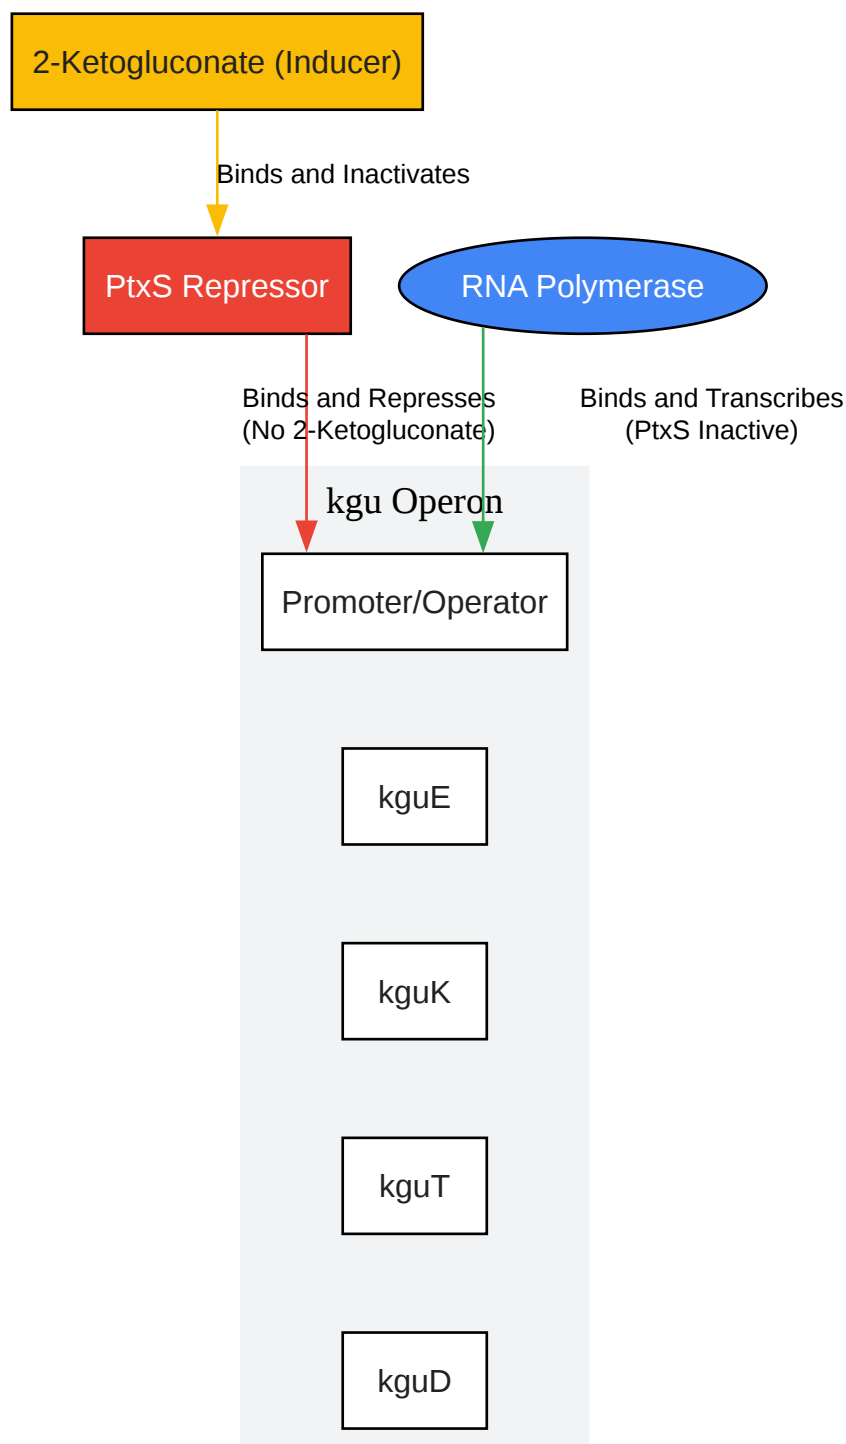 2-Ketogluconate (Inducer)
Binds and Inactivates
PtxS Repressor
RNA Polymerase
Binds and Represses
(No 2-Ketogluconate)
Binds and Transcribes
(PtxS Inactive)
kgu Operon
Promoter/Operator
kguE
kguK
kguT
kguD